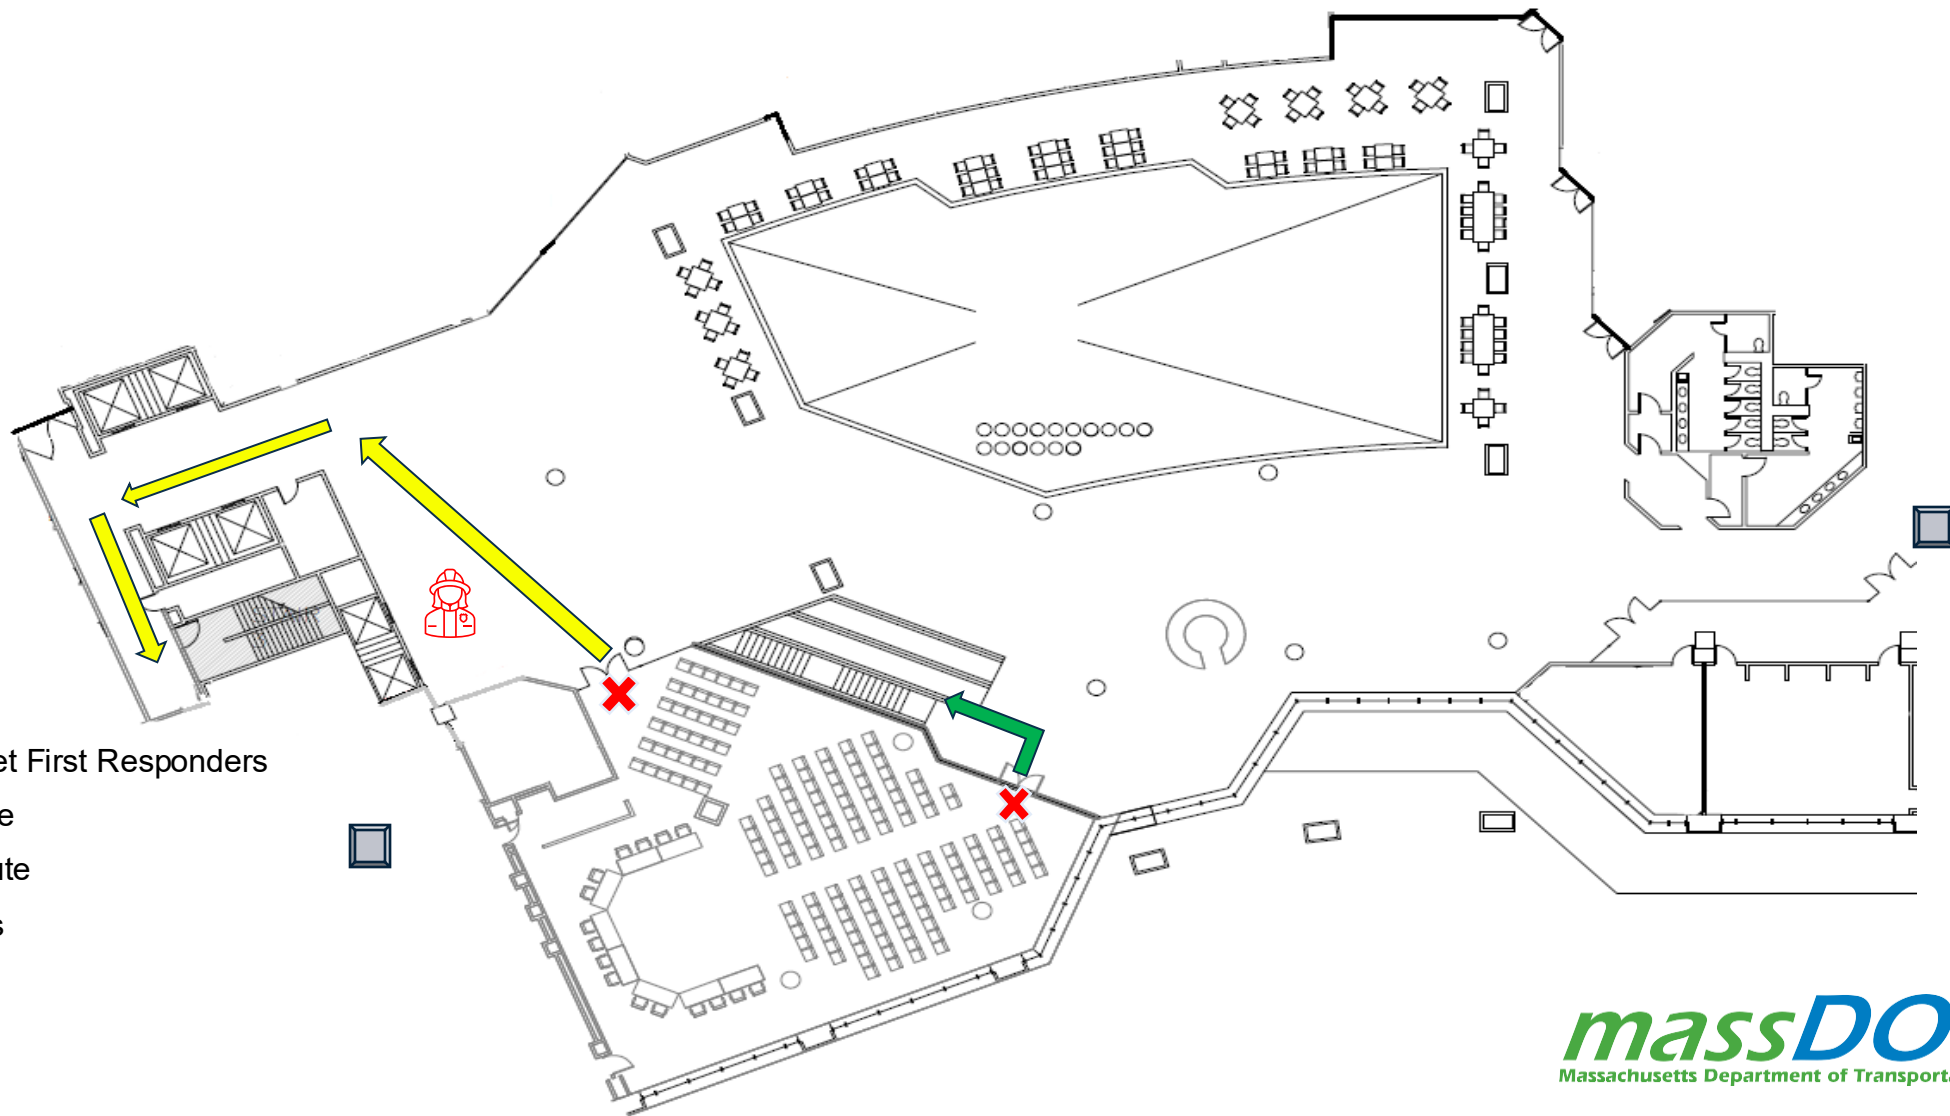 et First Responders
e
ute
s
massDO
Massachusetts Department of Transport